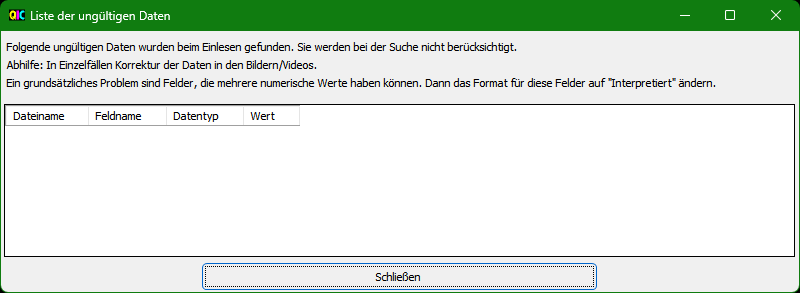 QIC Liste der ungültigen Daten
Folgende ungültigen Daten wurden beim Einlesen gefunden. Sie werden bei der Suche nicht berücksichtigt.
Abhilfe: In Einzelfällen Korrektur der Daten in den Bildern/Videos.
Ein grundsätzliches Problem sind Felder, die mehrere numerische Werte haben können. Dann das Format für diese Felder auf "Interpretiert" ändern.
Dateiname Feldname Datentyp Wert
Schließen